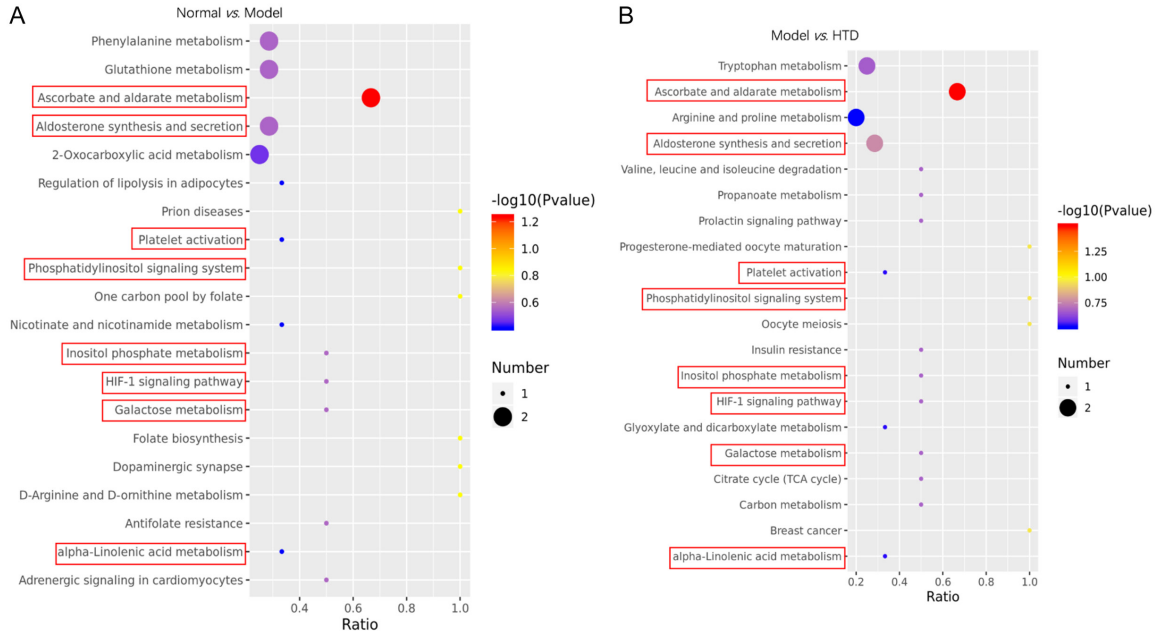 A
Normal vs. Model
Phenylalanine metabolism
Glutathione metabolism
Ascorbate and aldarate metabolism
Aldosterone synthesis and secretion
2-Oxocarboxylic acid metabolism
Regulation of lipolysis in adipocytes
Prion diseases
Platelet activation
Phosphatidylinositol signaling system
One carbon pool by folate
Nicotinate and nicotinamide metabolism
Inositol phosphate metabolism
HIF-1 signaling pathway
Galactose metabolism
Folate biosynthesis
Dopaminergic synapse
D-Arginine and D-ornithine metabolism
Antifolate resistance
alpha-Linolenic acid metabolism
Adrenergic signaling in cardiomyocytes
0.4 0.6 0.8 1.0
Ratio
-log10(Pvalue)
1.2
1.0
0.8
0.6
Number
1
2
B
Model vs. HTD
Tryptophan metabolism
Ascorbate and aldarate metabolism
Arginine and proline metabolism
Aldosterone synthesis and secretion
Valine, leucine and isoleucine degradation
Propanoate metabolism
Prolactin signaling pathway
Progesterone-mediated oocyte maturation
Platelet activation
Phosphatidylinositol signaling system
Oocyte meiosis
Insulin resistance
Inositol phosphate metabolism
HIF-1 signaling pathway
Glyoxylate and dicarboxylate metabolism
Galactose metabolism
Citrate cycle (TCA cycle)
Carbon metabolism
Breast cancer
alpha-Linolenic acid metabolism
0.2 0.4 0.6 0.8 1.0
Ratio
-log10(Pvalue)
1.25
1.00
0.75
Number
1
2